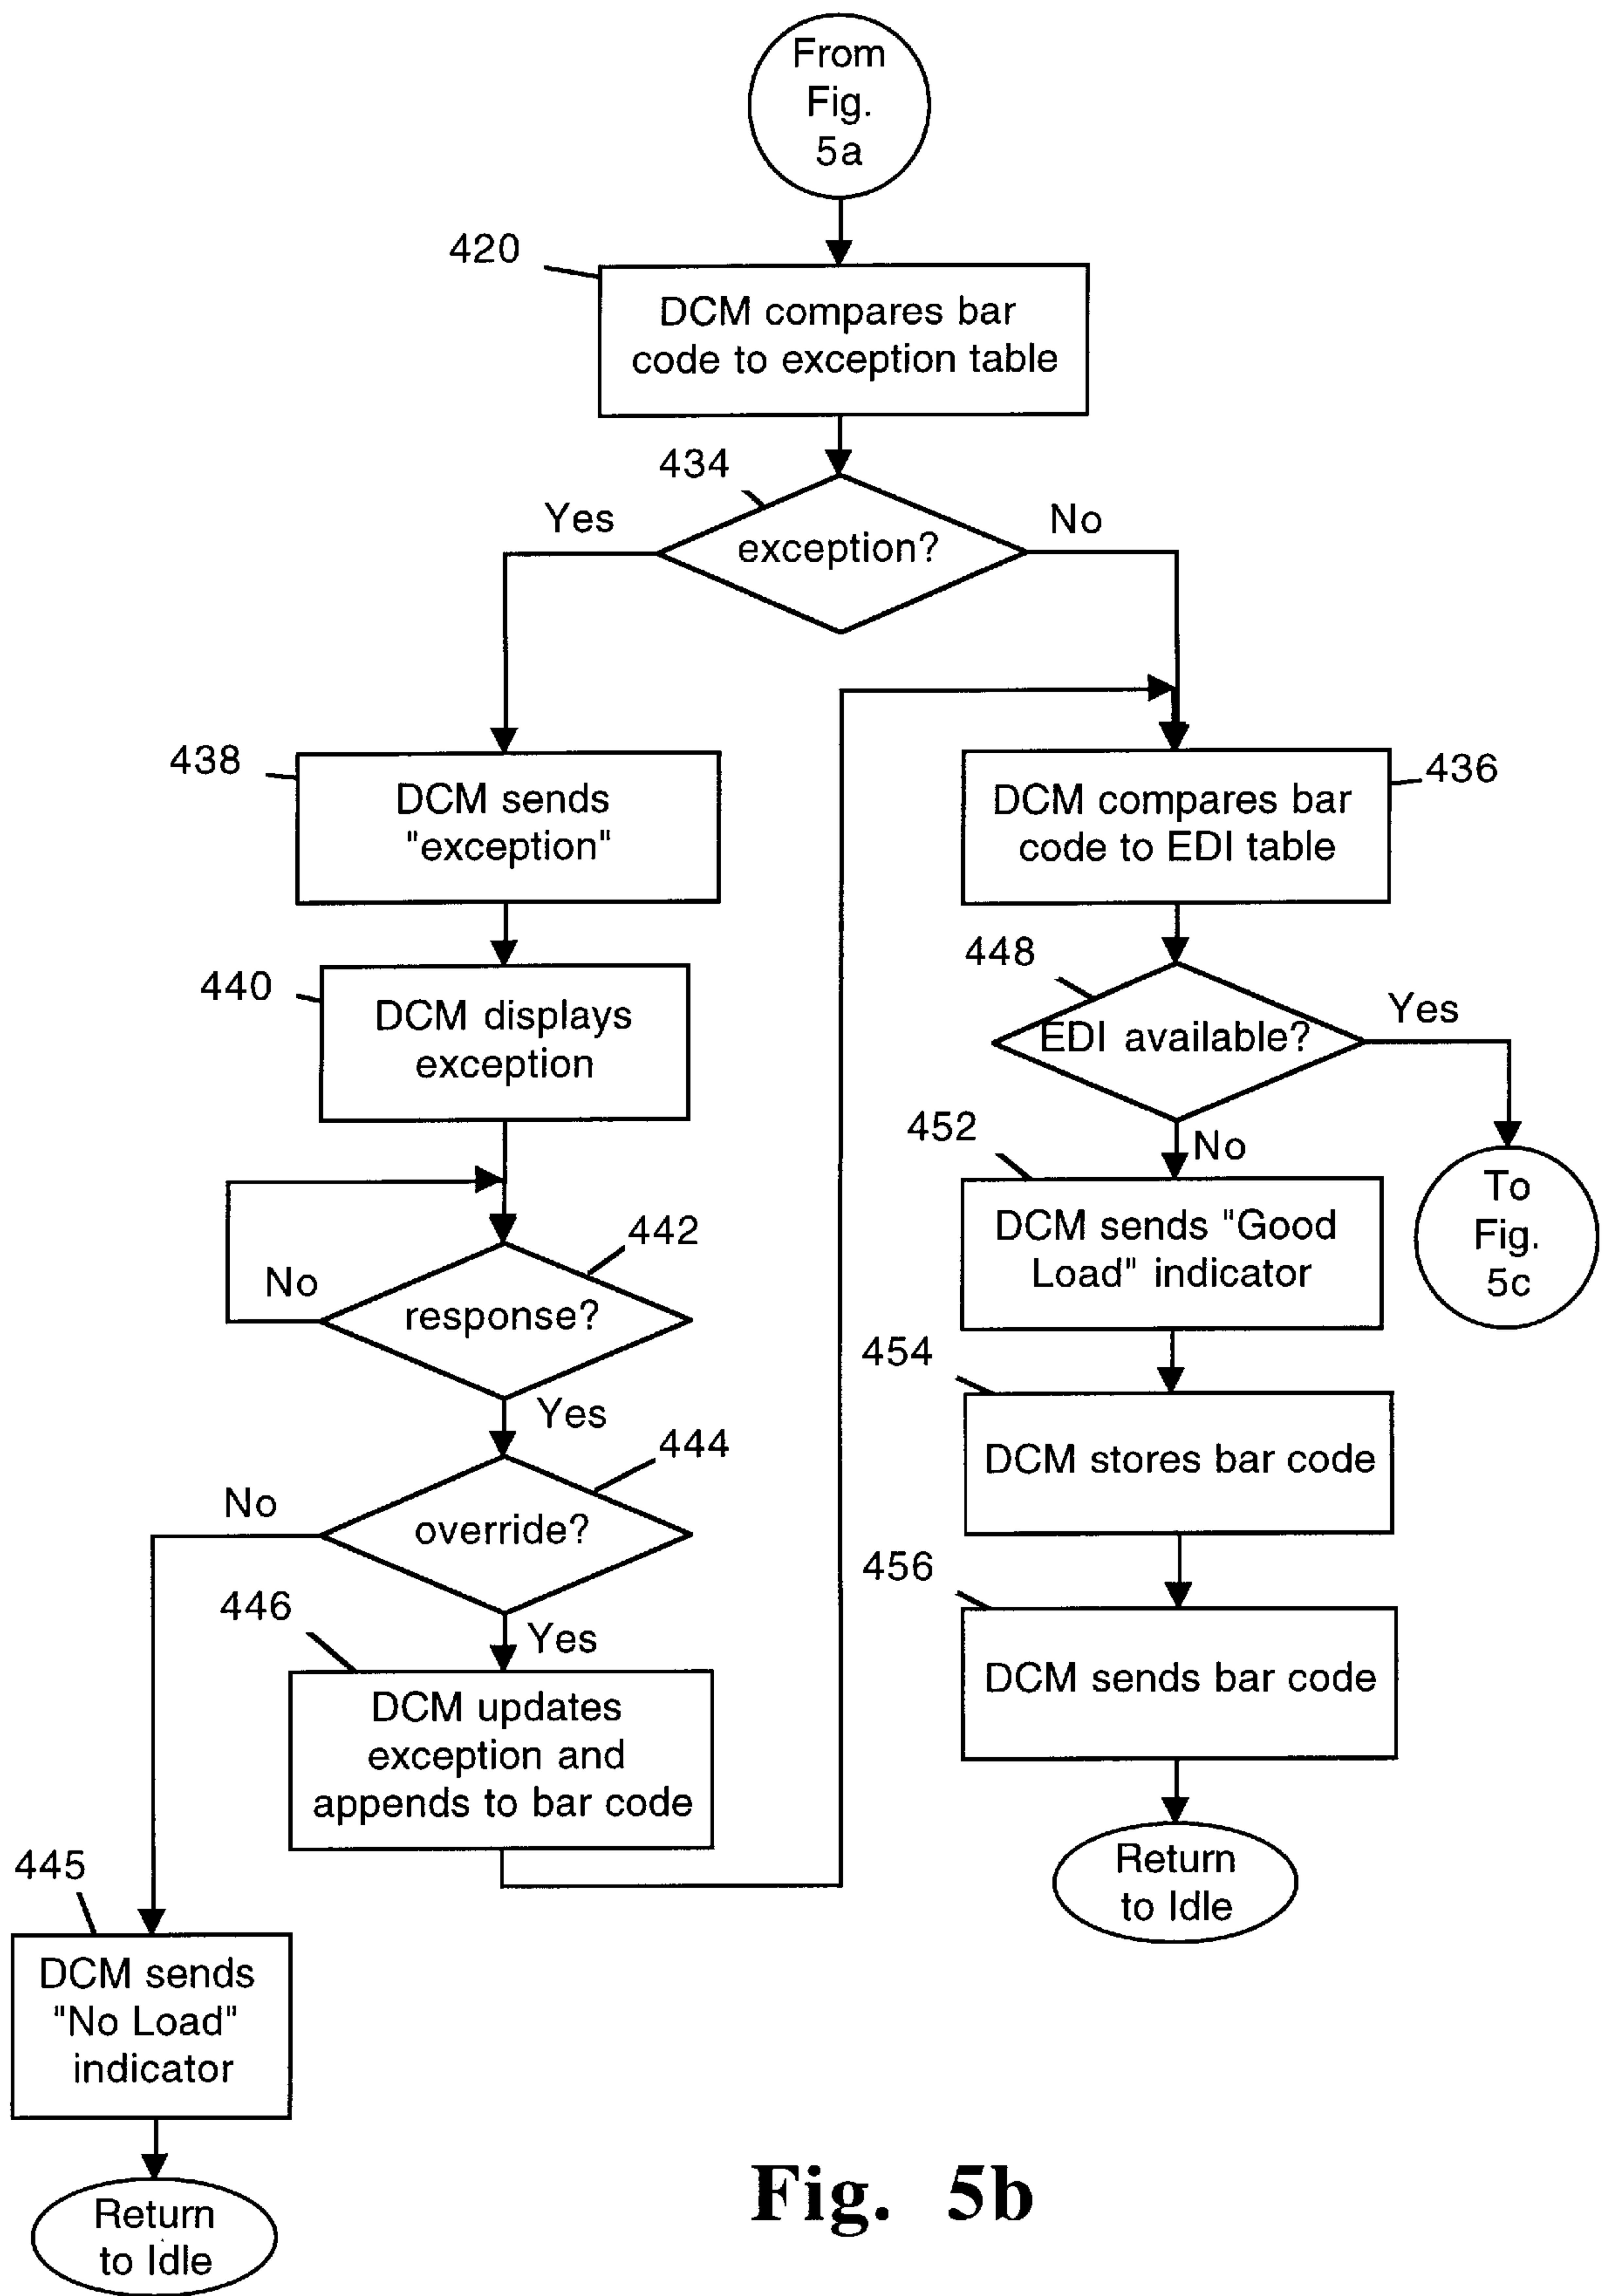 From
Fig.
5a
420
DCM compares bar
code to exception table
434
Yes
exception?
No
438
DCM sends
"exception"
436
DCM compares bar
code to EDI table
440
DCM displays
exception
448
EDI available?
Yes
No
To
Fig.
5c
452
DCM sends "Good
Load" indicator
442
No
response?
Yes
454
DCM stores bar code
444
No
override?
Yes
456
DCM sends bar code
Return
to Idle
446
DCM updates
exception and
appends to bar code
445
DCM sends
"No Load"
indicator
Return
to Idle
Fig. 5b